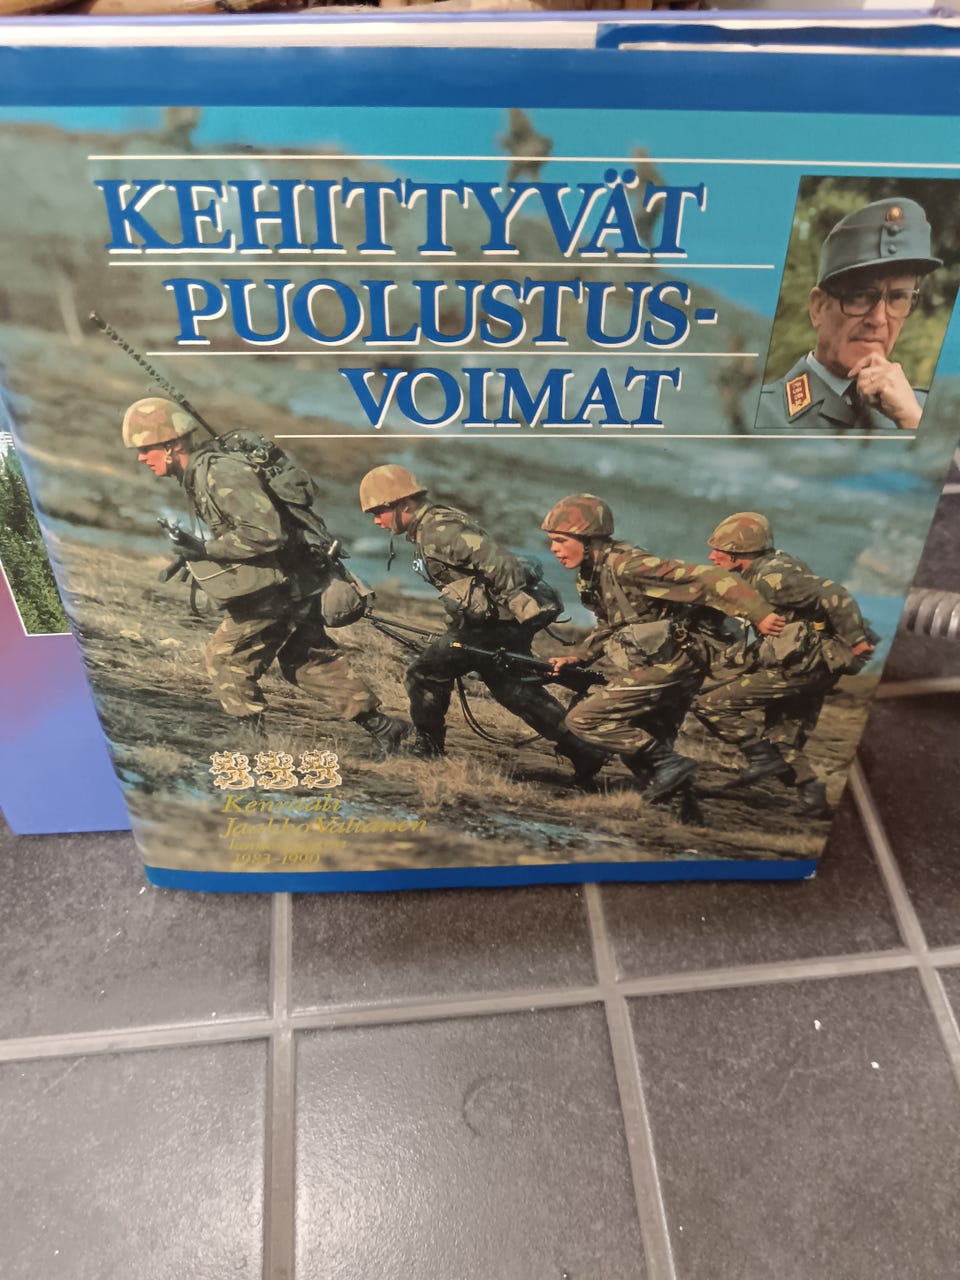 KEHITTYVÄT
PUOLUSTUS-
VOIMAT
Kenraali
Jaakko Valtanen
1983-1990